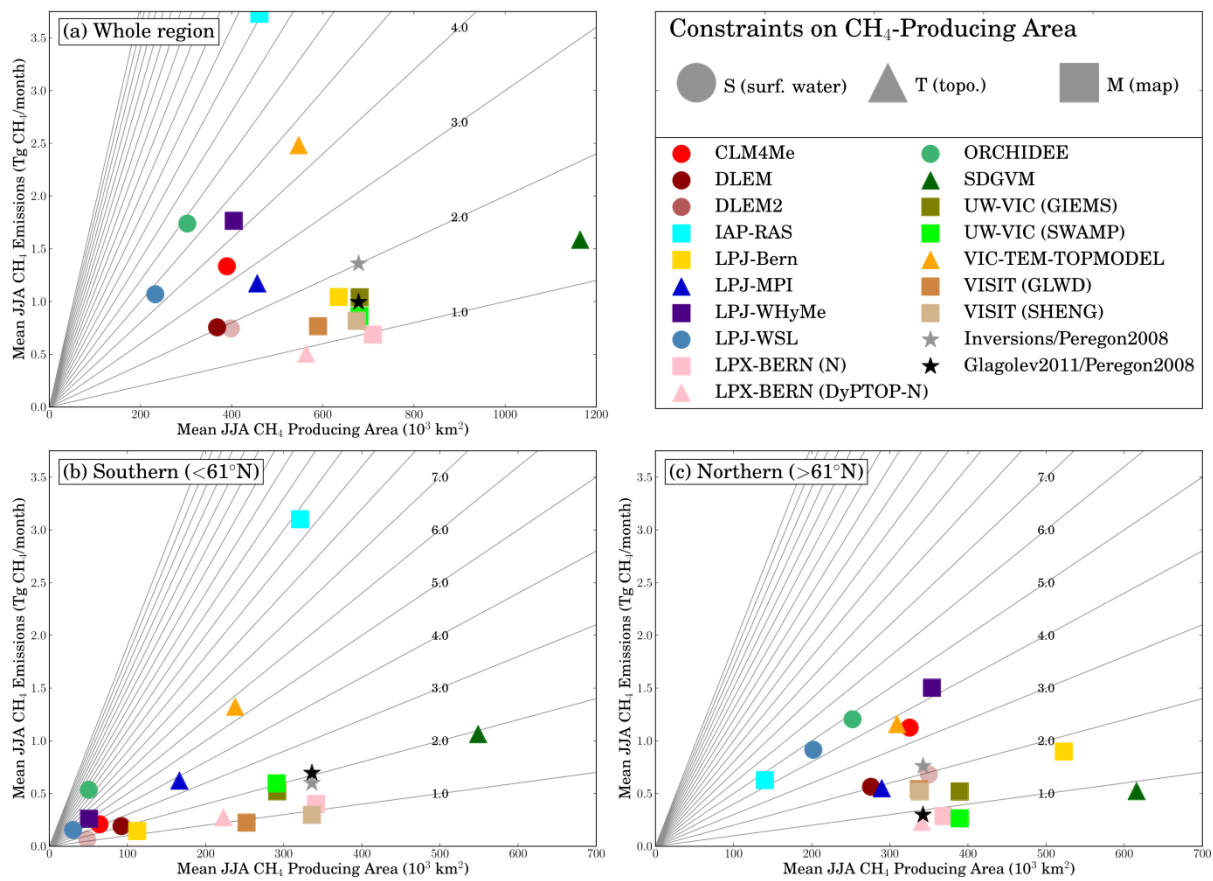 (a) Whole region
4.0
3.0
2.0
1.0
3.5
3.0
2.5
2.0
1.5
1.0
0.5
0.0
Mean JJA CH₄ Emissions (Tg CH₄/month)
0 200 400 600 800 1000 1200
Mean JJA CH₄ Producing Area (10³ km²)
Constraints on CH₄-Producing Area
S (surf. water) T (topo.) M (map)
CLM4Me
DLEM
DLEM2
IAP-RAS
LPJ-Bern
LPJ-MPI
LPJ-WHyMe
LPJ-WSL
LPX-BERN (N)
LPX-BERN (DyPTOP-N)
ORCHIDEE
SDGVM
UW-VIC (GIEMS)
UW-VIC (SWAMP)
VIC-TEM-TOPMODEL
VISIT (GLWD)
VISIT (SHENG)
Inversions/Peregon2008
Glagolev2011/Peregon2008
(b) Southern (<61°N)
7.0
6.0
5.0
4.0
3.0
2.0
1.0
3.5
3.0
2.5
2.0
1.5
1.0
0.5
0.0
Mean JJA CH₄ Emissions (Tg CH₄/month)
0 100 200 300 400 500 600 700
Mean JJA CH₄ Producing Area (10³ km²)
(c) Northern (>61°N)
7.0
6.0
5.0
4.0
3.0
2.0
1.0
3.5
3.0
2.5
2.0
1.5
1.0
0.5
0.0
Mean JJA CH₄ Emissions (Tg CH₄/month)
0 100 200 300 400 500 600 700
Mean JJA CH₄ Producing Area (10³ km²)